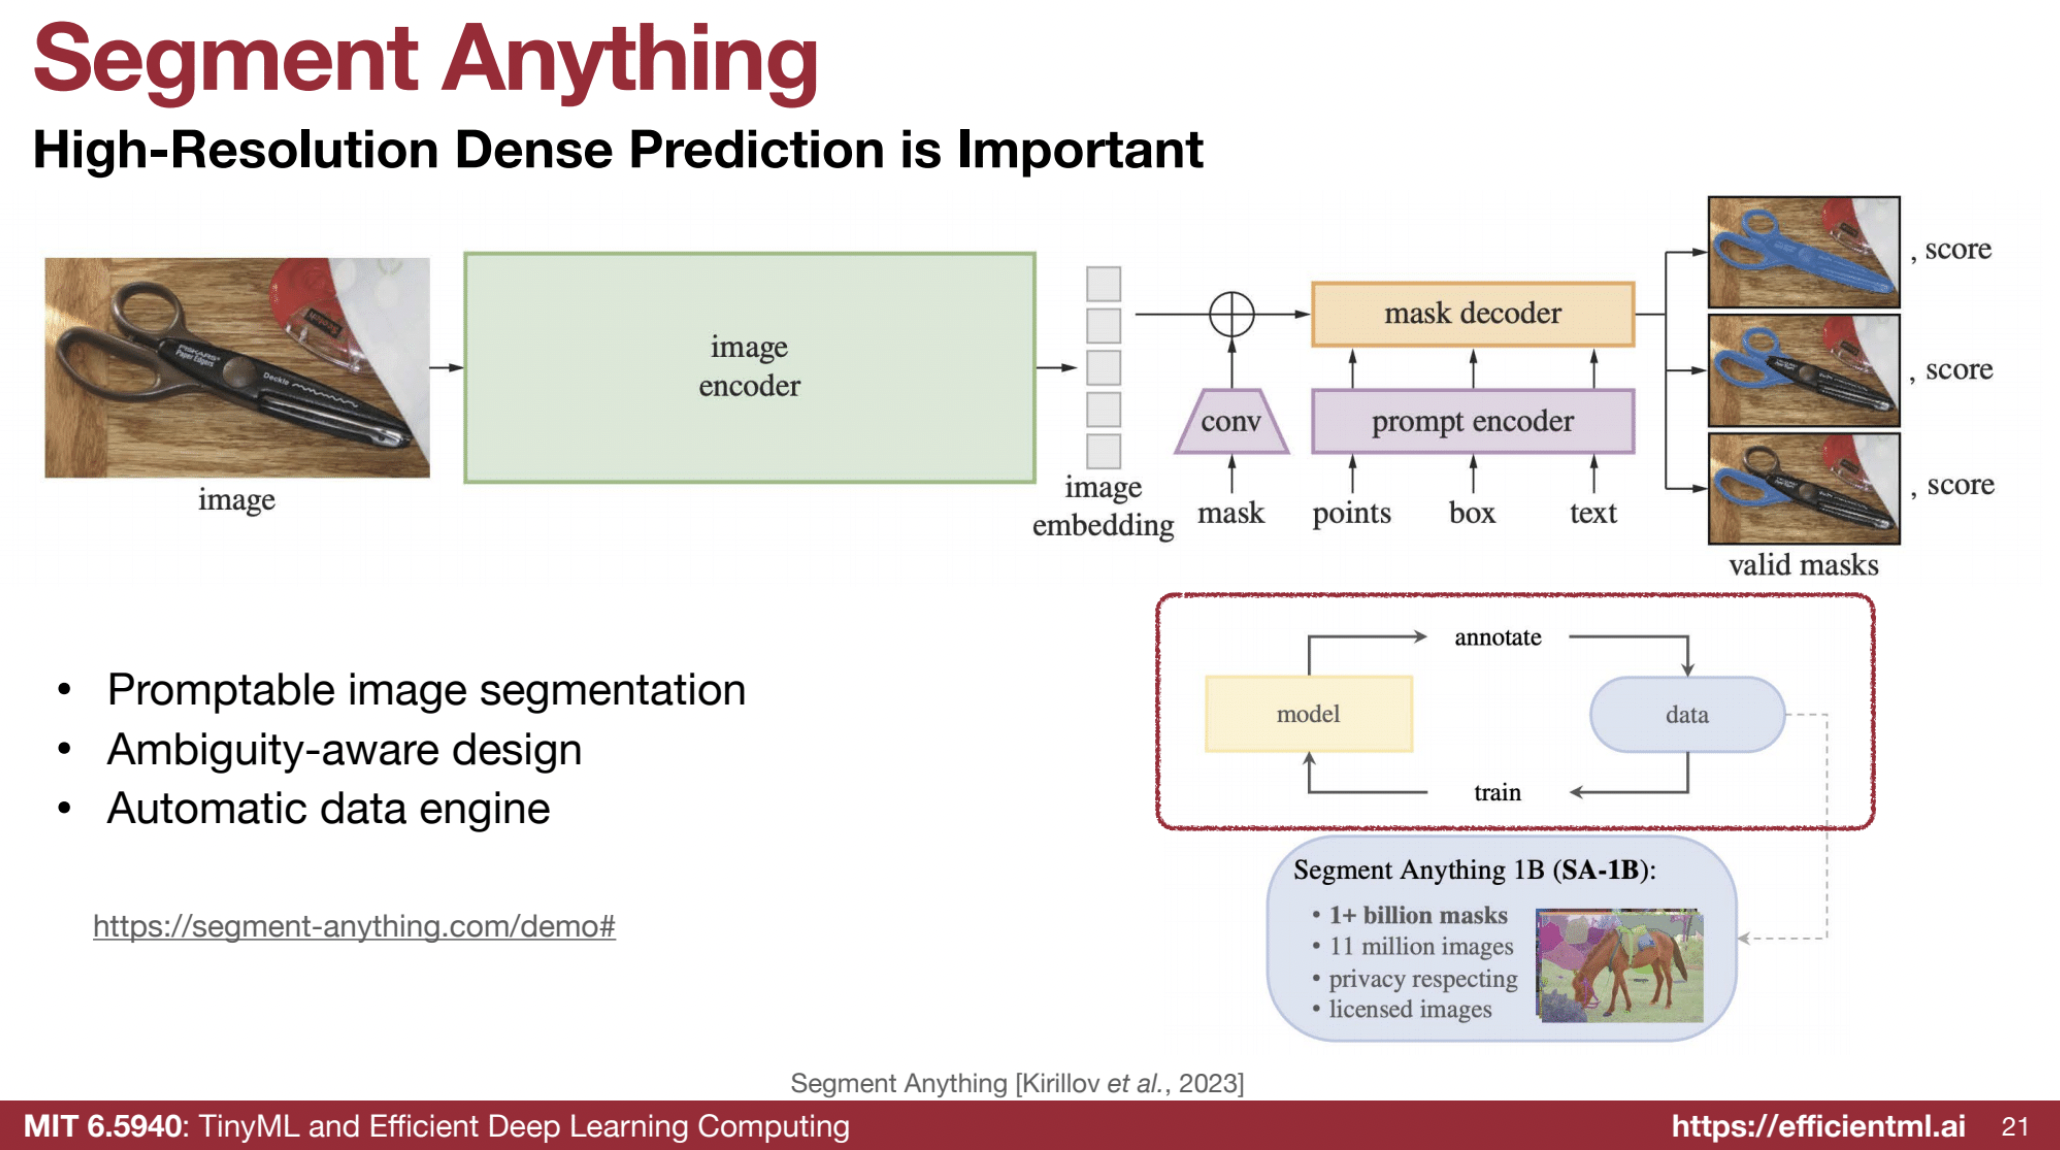 Segment Anything
High-Resolution Dense Prediction is Important
image
image
encoder
image
embedding
conv
mask
mask decoder
prompt encoder
points
box
text
, score
, score
, score
valid masks
• Promptable image segmentation
• Ambiguity-aware design
• Automatic data engine
https://segment-anything.com/demo#
annotate
model
data
train
Segment Anything 1B (SA-1B):
• 1+ billion masks
• 11 million images
• privacy respecting
• licensed images
Segment Anything [Kirillov et al., 2023]
MIT 6.5940: TinyML and Efficient Deep Learning Computing
https://efficientml.ai
21